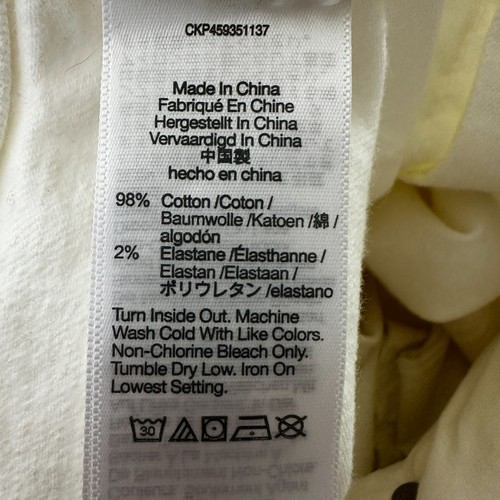 CKP459351137
Made In China
Fabriqué En Chine
Hergestellt In China
Vervaardigd In China
中国製
hecho en china
98% Cotton /Coton /
Baumwolle /Katoen /綿 /
algodón
2% Elastane /Élasthanne /
Elastan /Elastaan /
ポリウレタン /elastano
Turn Inside Out. Machine
Wash Cold With Like Colors.
Non-Chlorine Bleach Only.
Tumble Dry Low. Iron On
Lowest Setting.
30